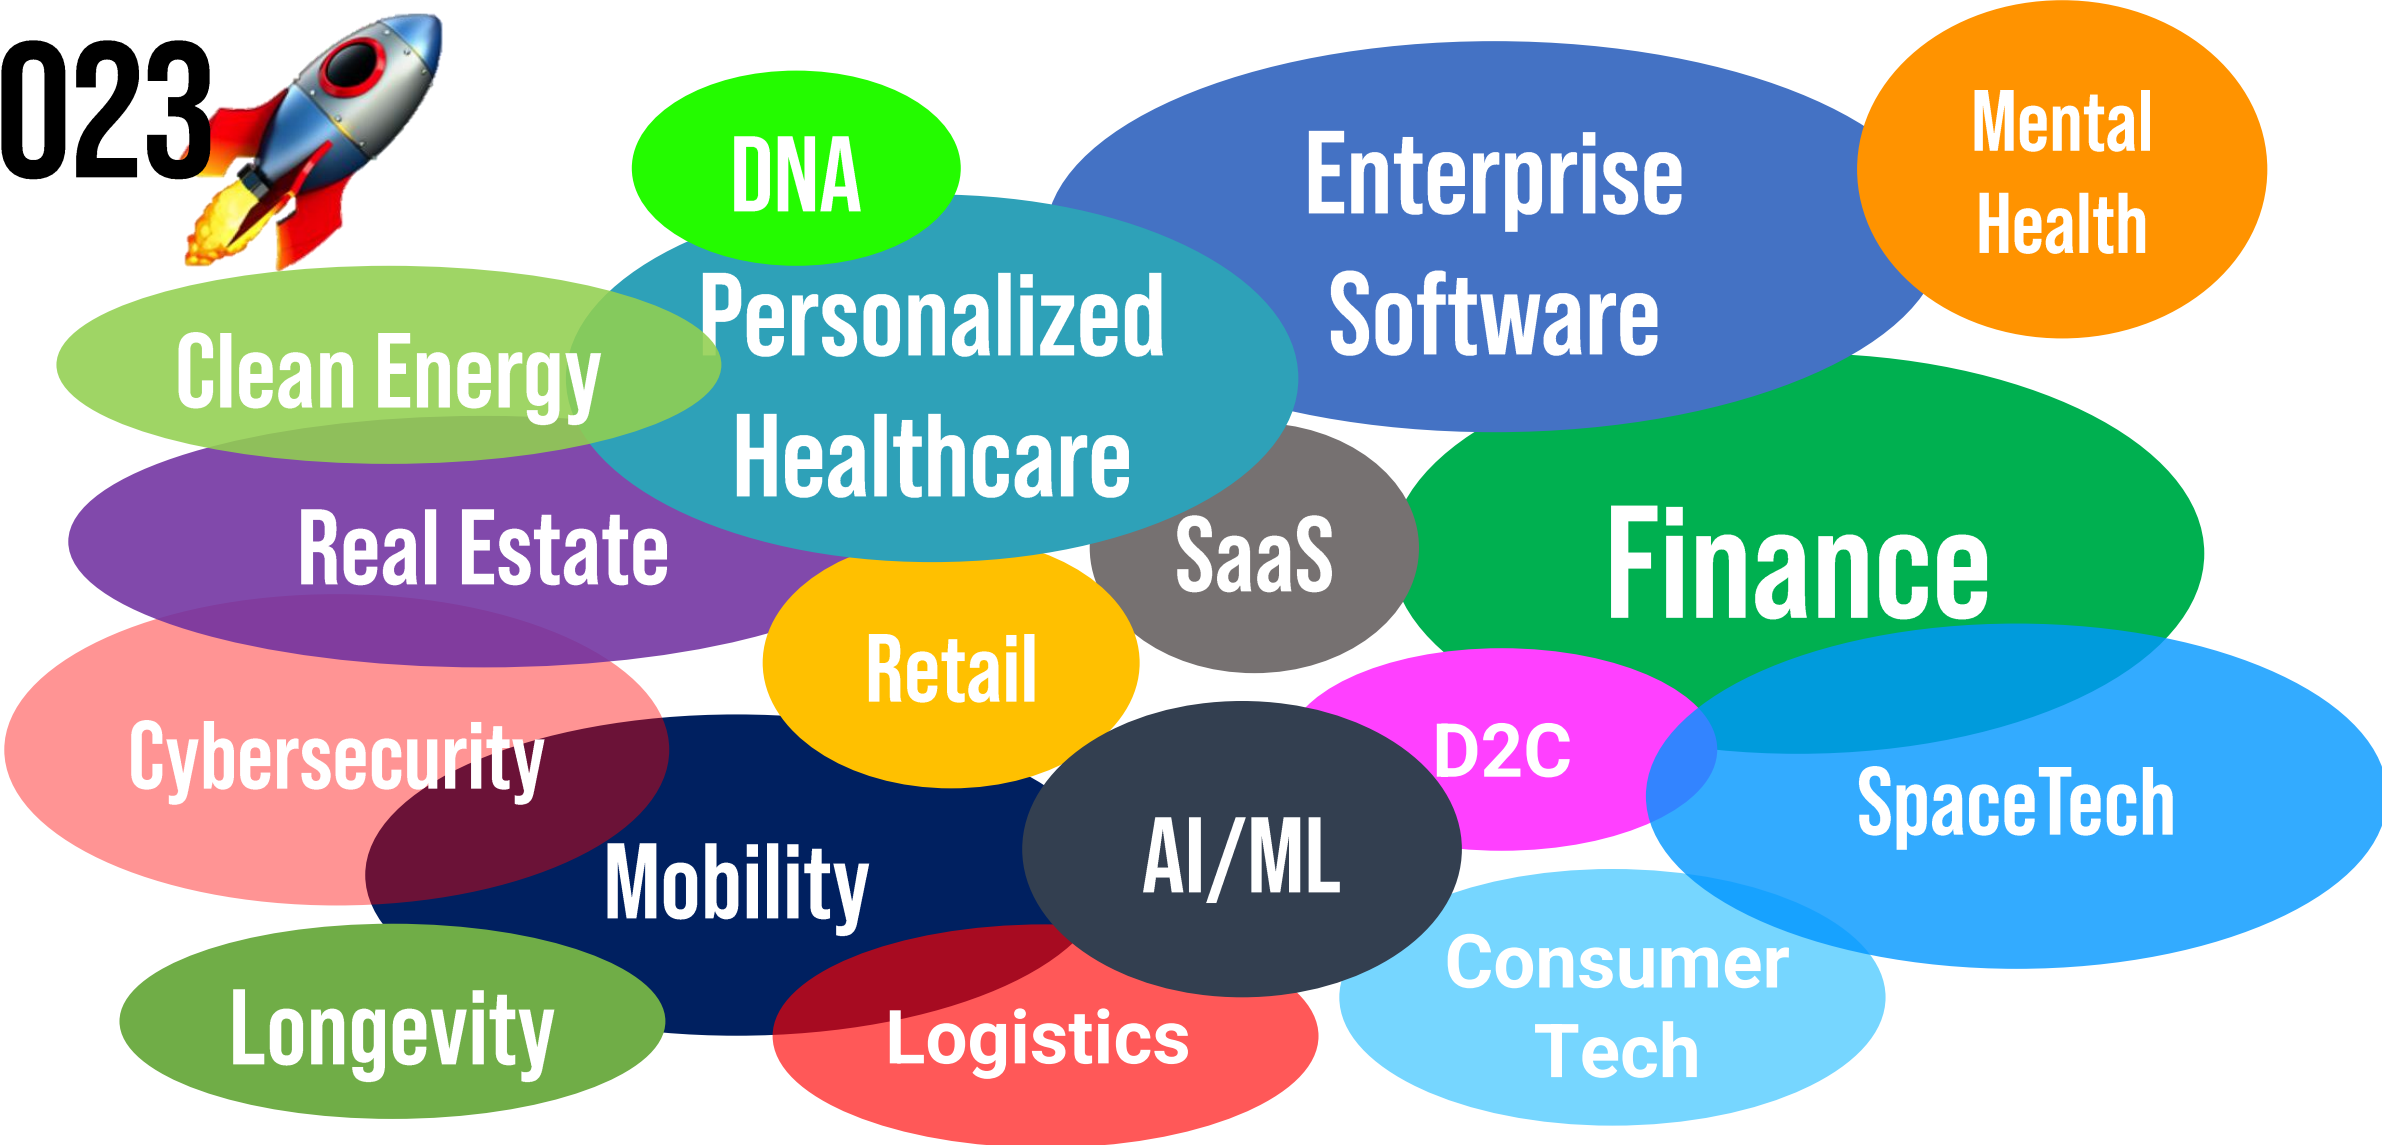 023
DNA
Enterprise
Software
Mental
Health
Clean Energy
Personalized
Healthcare
Real Estate
SaaS
Finance
Retail
Cybersecurity
D2C
SpaceTech
Mobility
AI/ML
Longevity
Logistics
Consumer
Tech